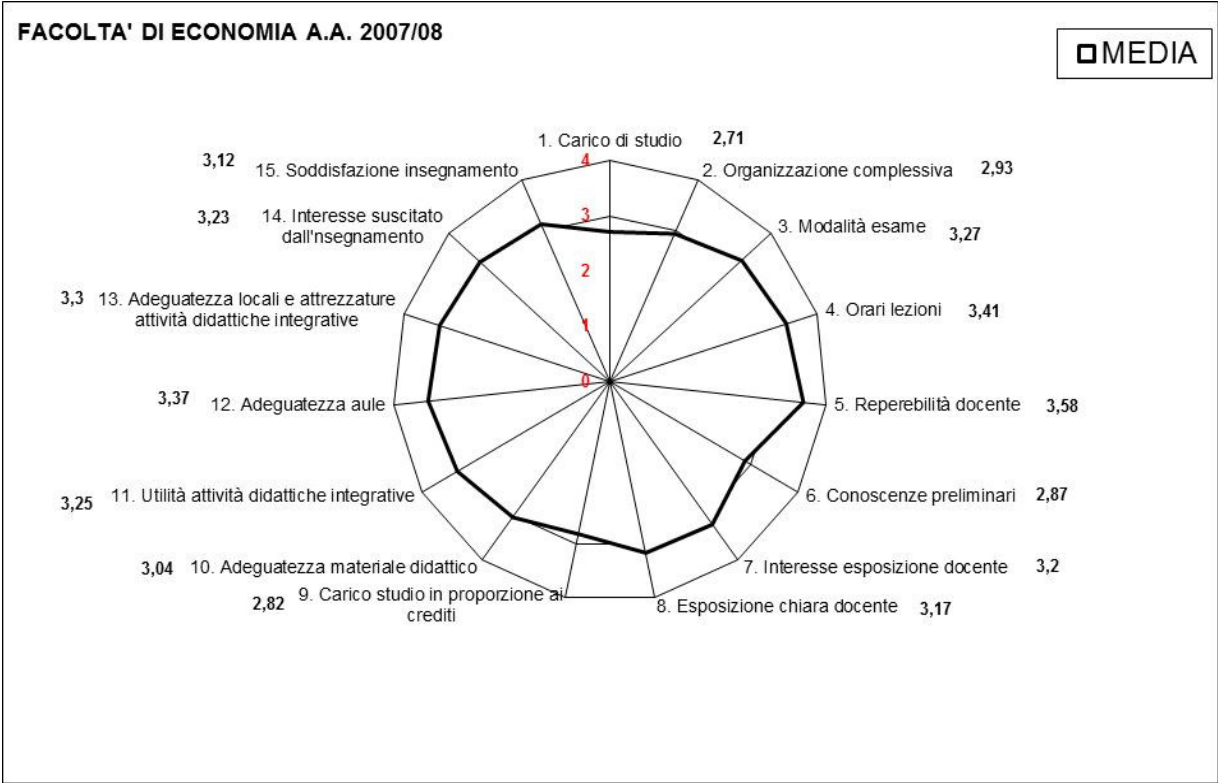 FACOLTA' DI ECONOMIA A.A. 2007/08
MEDIA
1. Carico di studio 2,71
2. Organizzazione complessiva 2,93
3. Modalità esame 3,27
4. Orari lezioni 3,41
5. Reperebilità docente 3,58
6. Conoscenze preliminari 2,87
7. Interesse esposizione docente 3,2
8. Esposizione chiara docente 3,17
2,82 9. Carico studio in proporzione ai
crediti
3,04 10. Adeguatezza materiale didattico
3,25 11. Utilità attività didattiche integrative
3,37 12. Adeguatezza aule
3,3 13. Adeguatezza locali e attrezzature
attività didattiche integrative
3,23 14. Interesse suscitato
dall'nsegnamento
3,12 15. Soddisfazione insegnamento
4
3
2
1
0